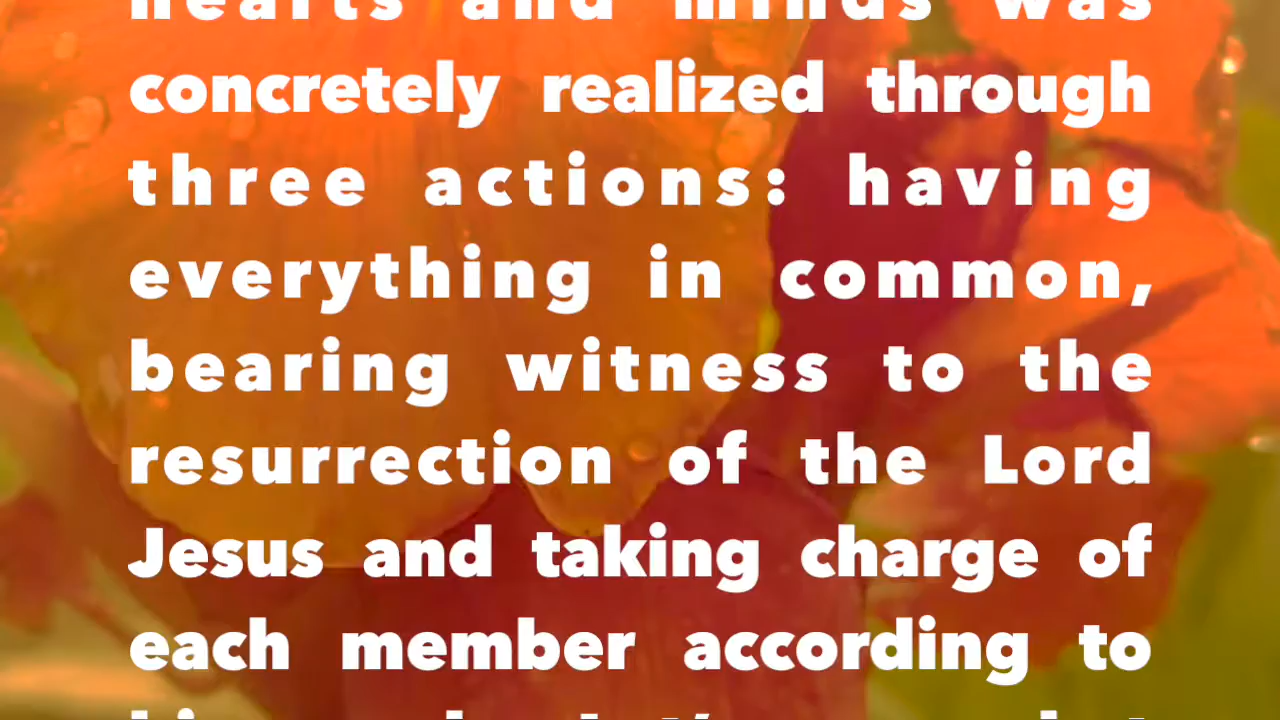 hearts and minds was
concretely realized through
three actions: having
everything in common,
bearing witness to the
resurrection of the Lord
Jesus and taking charge of
each member according to